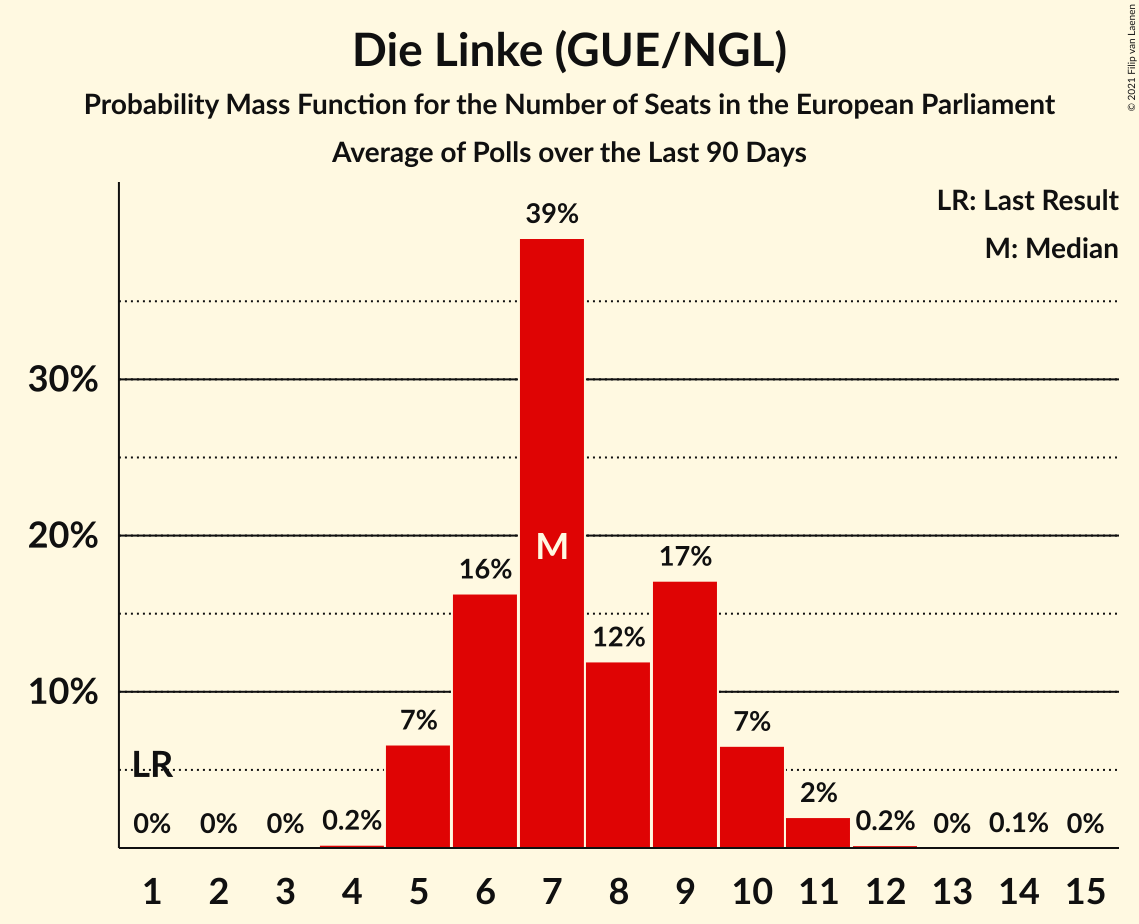 Die Linke (GUE/NGL)
Probability Mass Function for the Number of Seats in the European Parliament
Average of Polls over the Last 90 Days
© 2021 Filip van Laenen
LR: Last Result
M: Median
39%
30%
20%
M
17%
16%
12%
10%
7%
7%
LR
2%
0% 0% 0% 0.2% 0.2% 0% 0.1% 0%
1 2 3 4 5 6 7 8 9 10 11 12 13 14 15